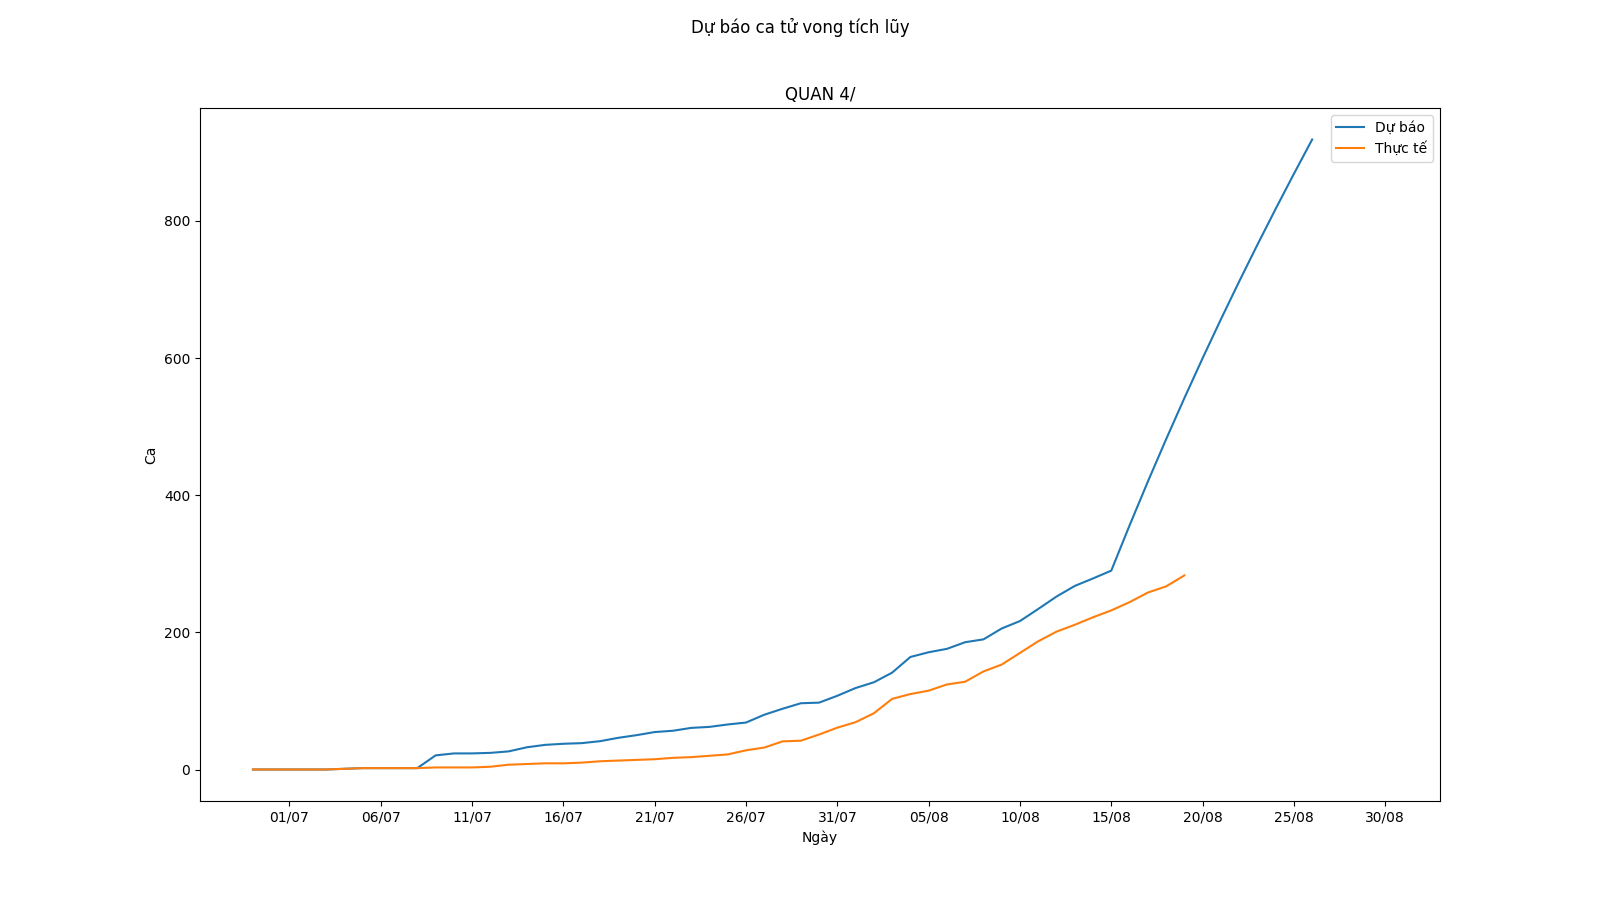 Dự báo ca tử vong tích lũy
QUAN 4/
Dự báo
Thực tế
800
600
400
200
0
Ca
01/07 06/07 11/07 16/07 21/07 26/07 31/07 05/08 10/08 15/08 20/08 25/08 30/08
Ngày